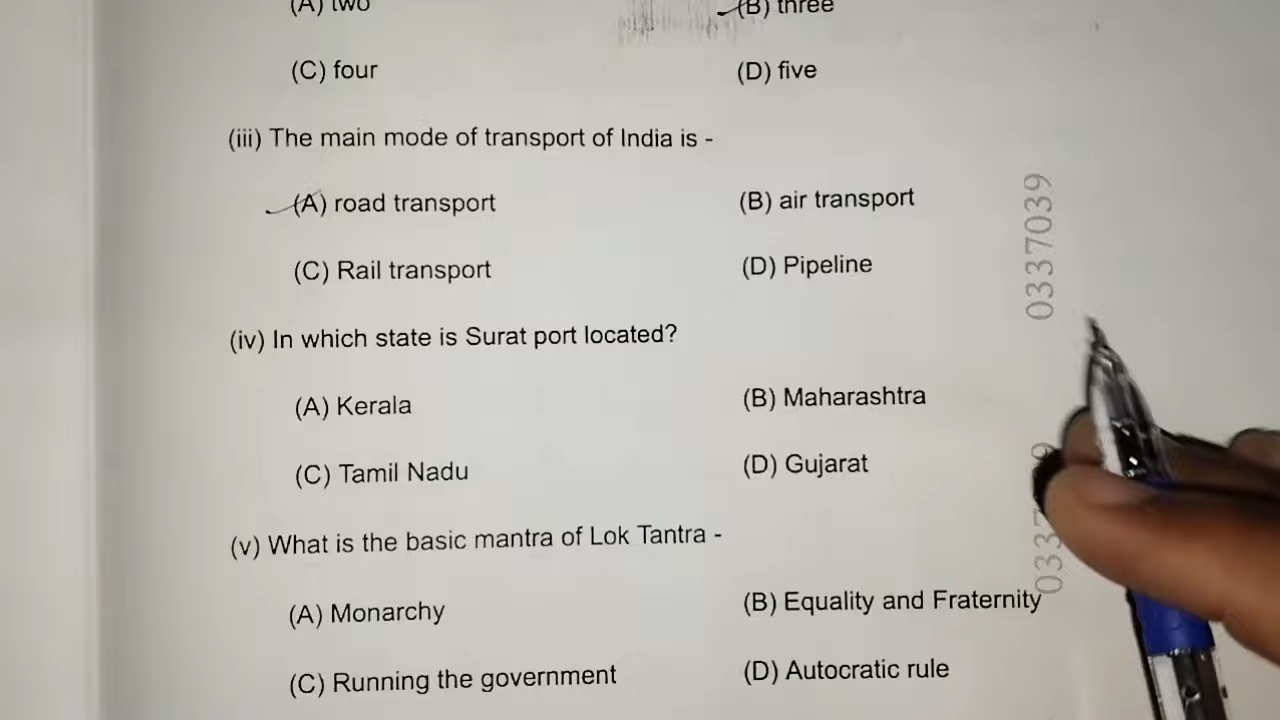 (A) two (B) three
(C) four (D) five
(iii) The main mode of transport of India is -
(A) road transport (B) air transport
(C) Rail transport (D) Pipeline
(iv) In which state is Surat port located?
(A) Kerala (B) Maharashtra
(C) Tamil Nadu (D) Gujarat
(v) What is the basic mantra of Lok Tantra -
(A) Monarchy (B) Equality and Fraternity
(C) Running the government (D) Autocratic rule
0337039